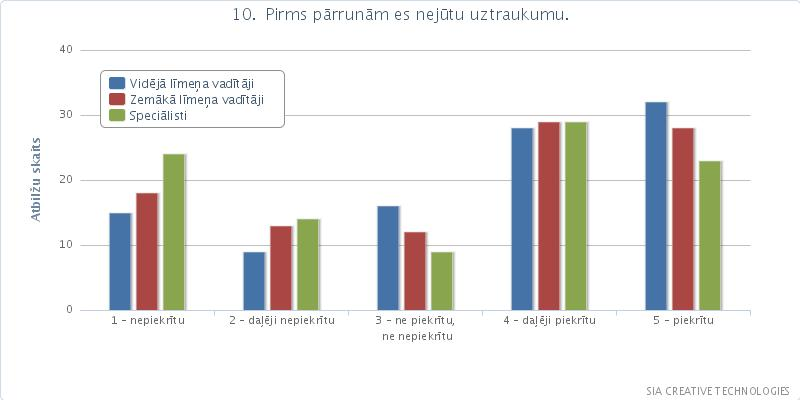 10. Pirms pārrunām es nejūtu uztraukumu.
40
Vidējā līmeņa vadītāji
Zemākā līmeņa vadītāji
Speciālisti
30
20
10
0
Atbilžu skaits
1 – nepiekrītu
2 – daļēji nepiekrītu
3 – ne piekrītu,
ne nepiekrītu
4 – daļēji piekrītu
5 – piekrītu
SIA CREATIVE TECHNOLOGIES